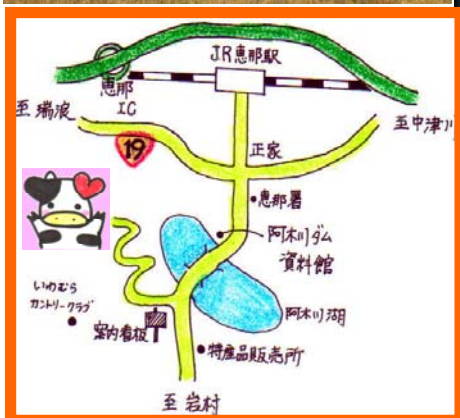 J.R恵那駅
恵那
I.C
至瑞浪
至中津川
19
正家
恵那署
阿木川ダム
資料館
いわむら
カントリークラブ
阿木川湖
案内看板
特産品販売所
至岩村